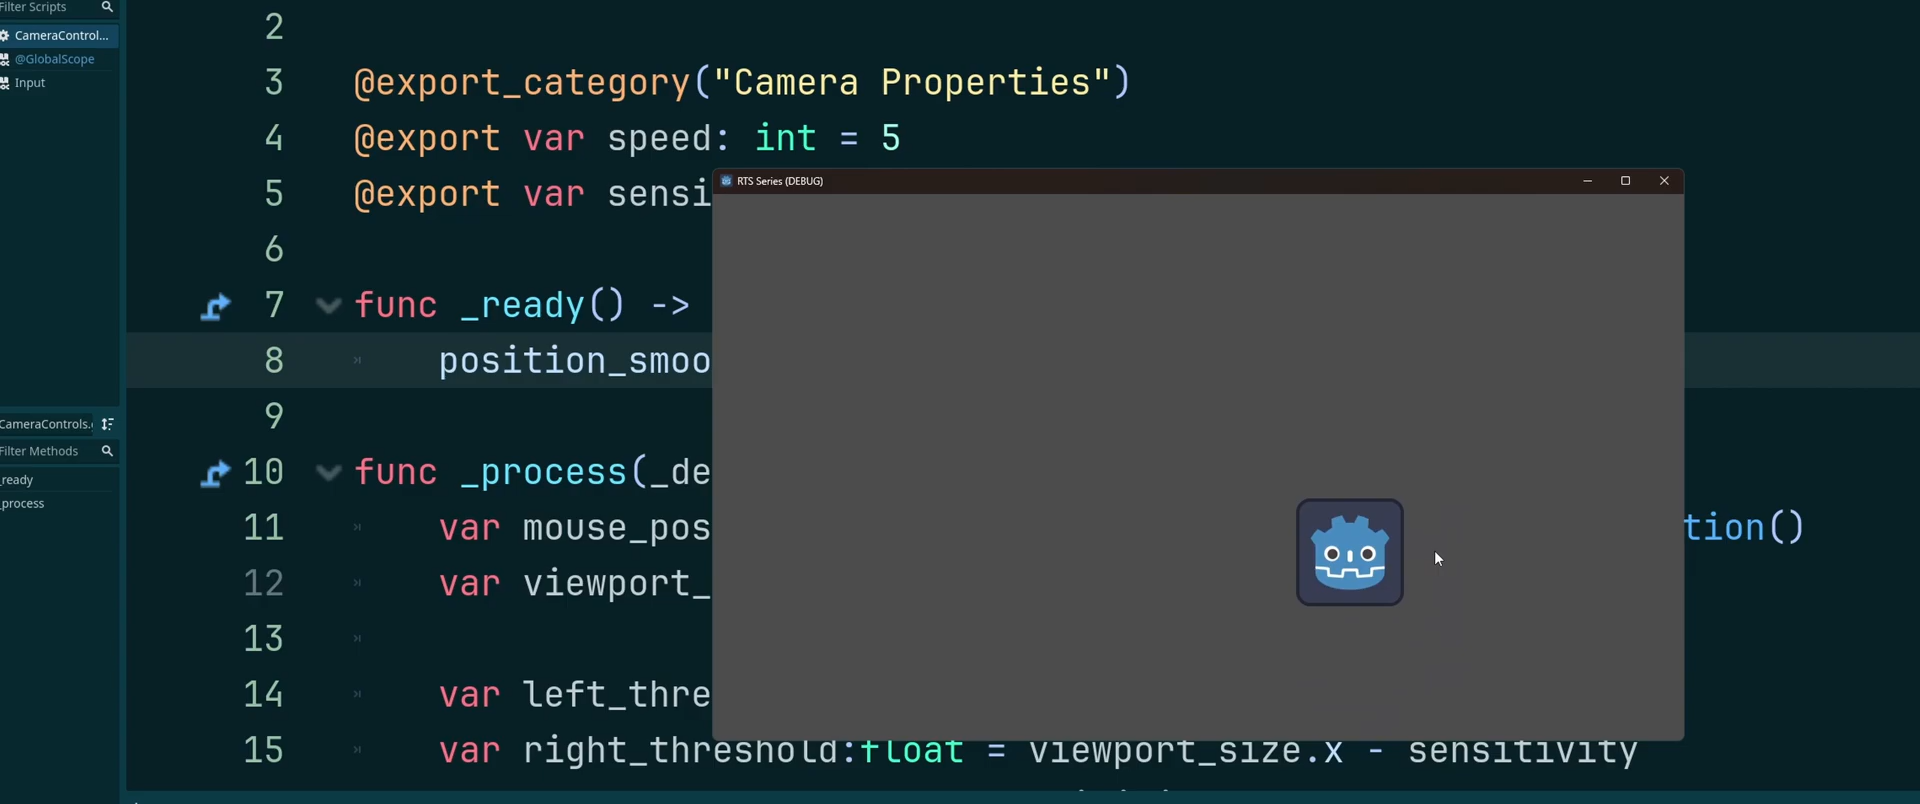 Filter Scripts
CameraControl...
@GlobalScope
Input
CameraControls.
Filter Methods
_ready
_process
2
3 @export_category("Camera Properties")
4 @export var speed: int = 5
5 @export var sensi
6
7 func _ready() ->
8 position_smoo
9
10 func _process(_de
11 var mouse_pos tion()
12 var viewport_
13
14 var left_thre
15 var right_threshold:float = viewport_size.x - sensitivity
RTS Series (DEBUG)